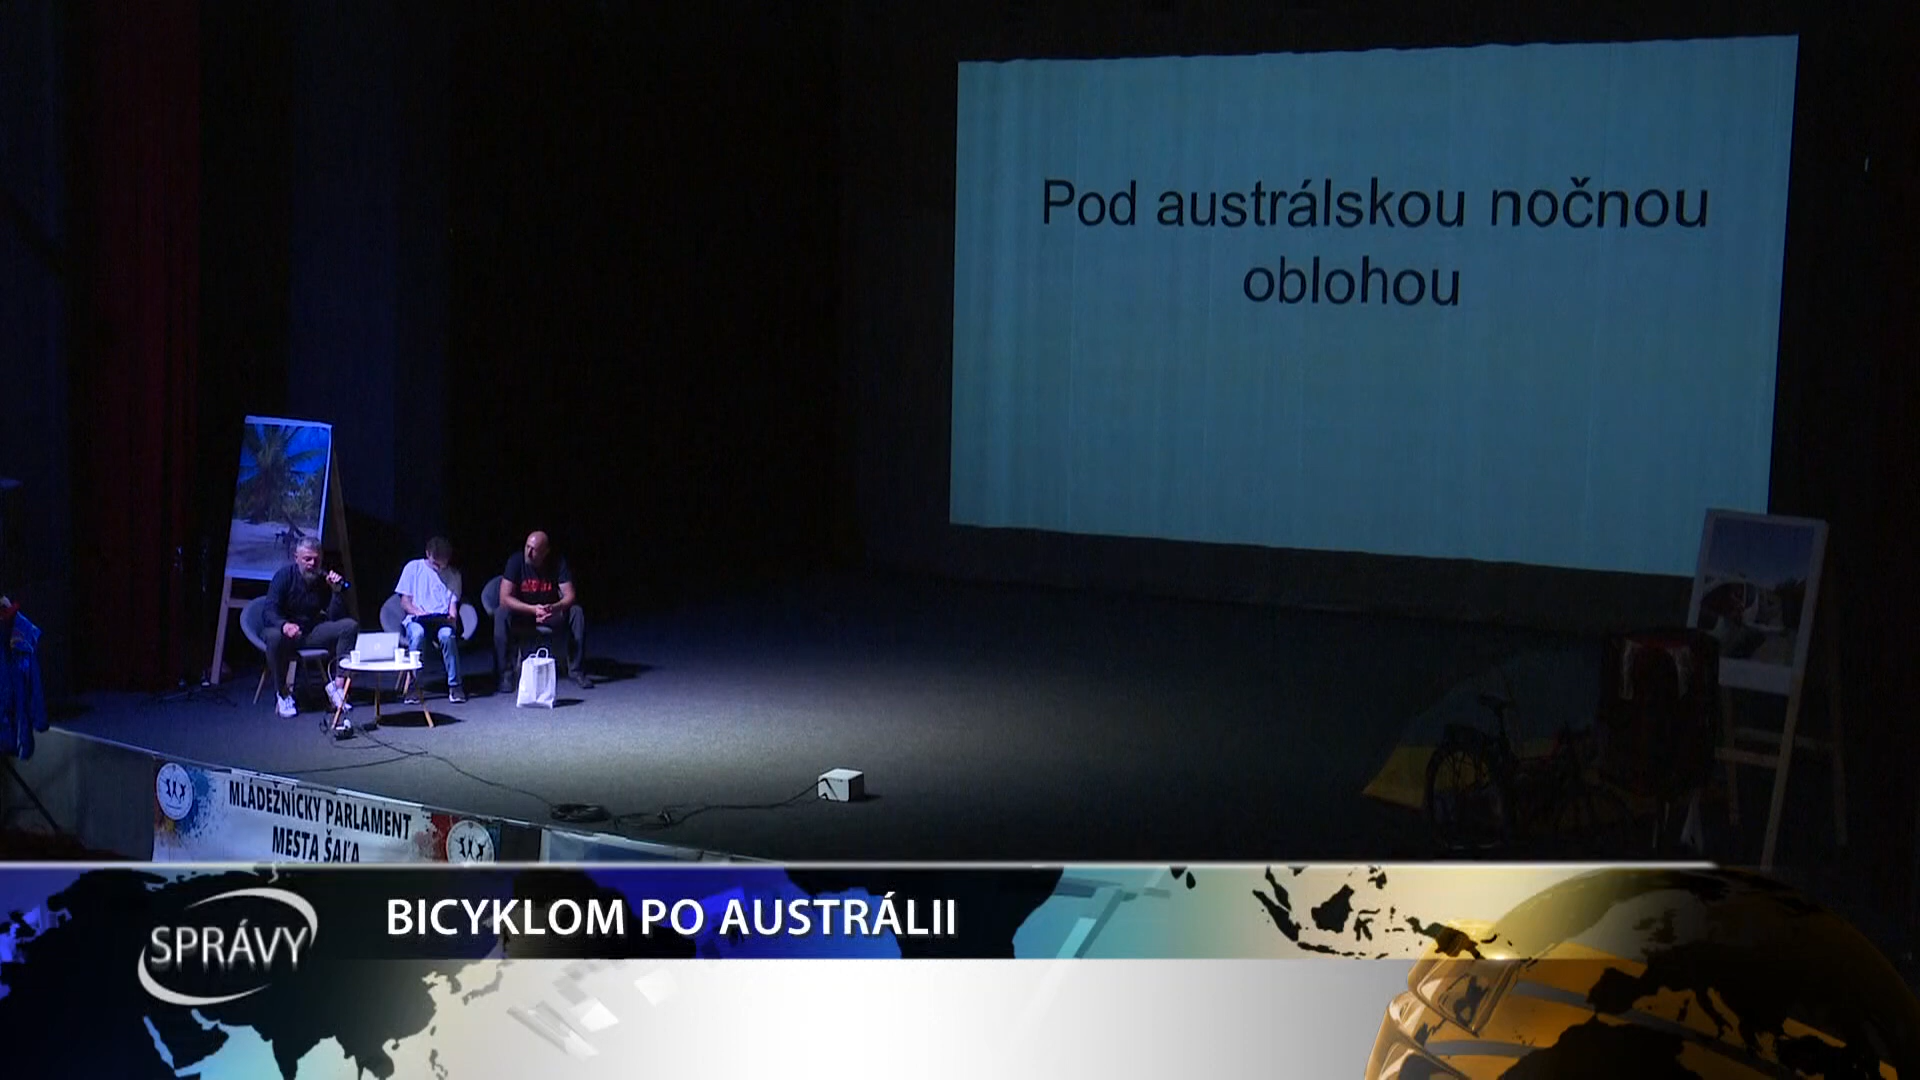 Pod austrálskou nočnou
oblohou
MLÁDEŽNÍCKY PARLAMENT
MESTA ŠAĽA
SPRÁVY
BICYKLOM PO AUSTRÁLII